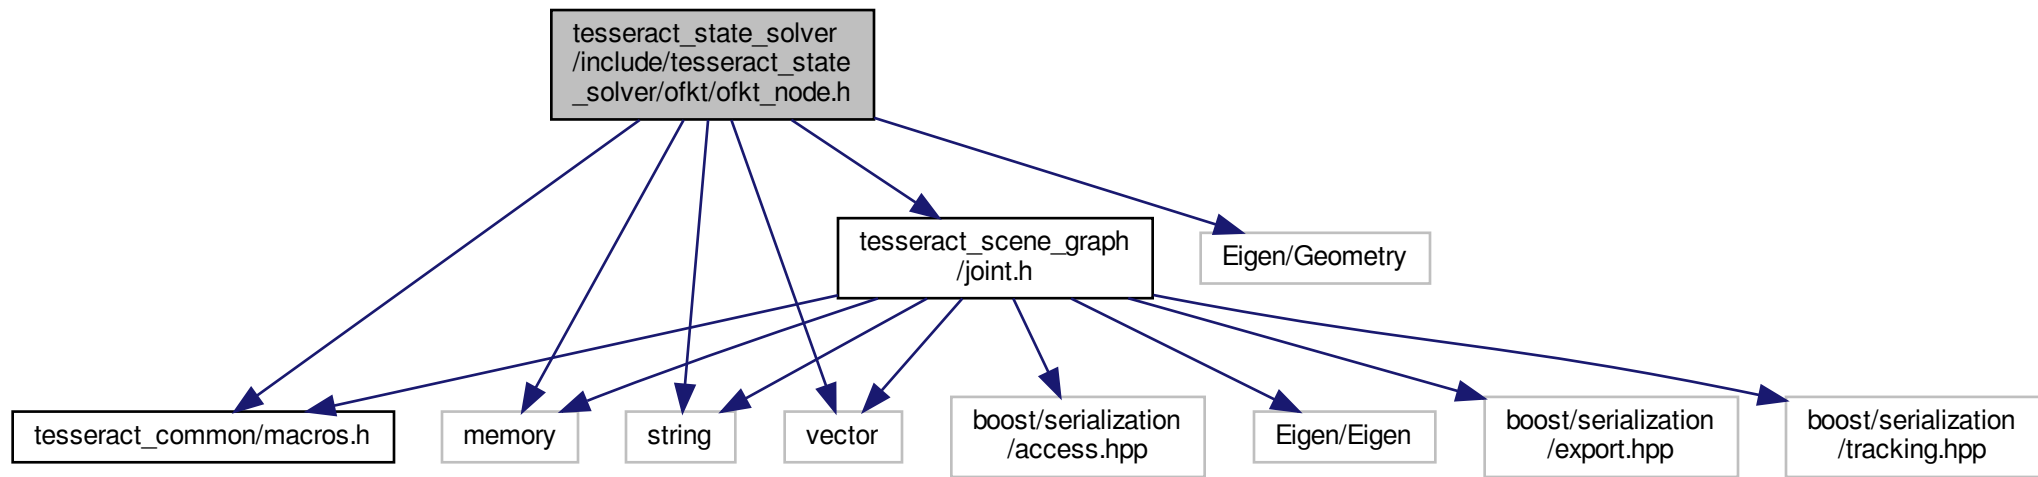 tesseract_state_solver
/include/tesseract_state
_solver/ofkt/ofkt_node.h
tesseract_scene_graph
/joint.h
Eigen/Geometry
tesseract_common/macros.h
memory
string
vector
boost/serialization
/access.hpp
Eigen/Eigen
boost/serialization
/export.hpp
boost/serialization
/tracking.hpp